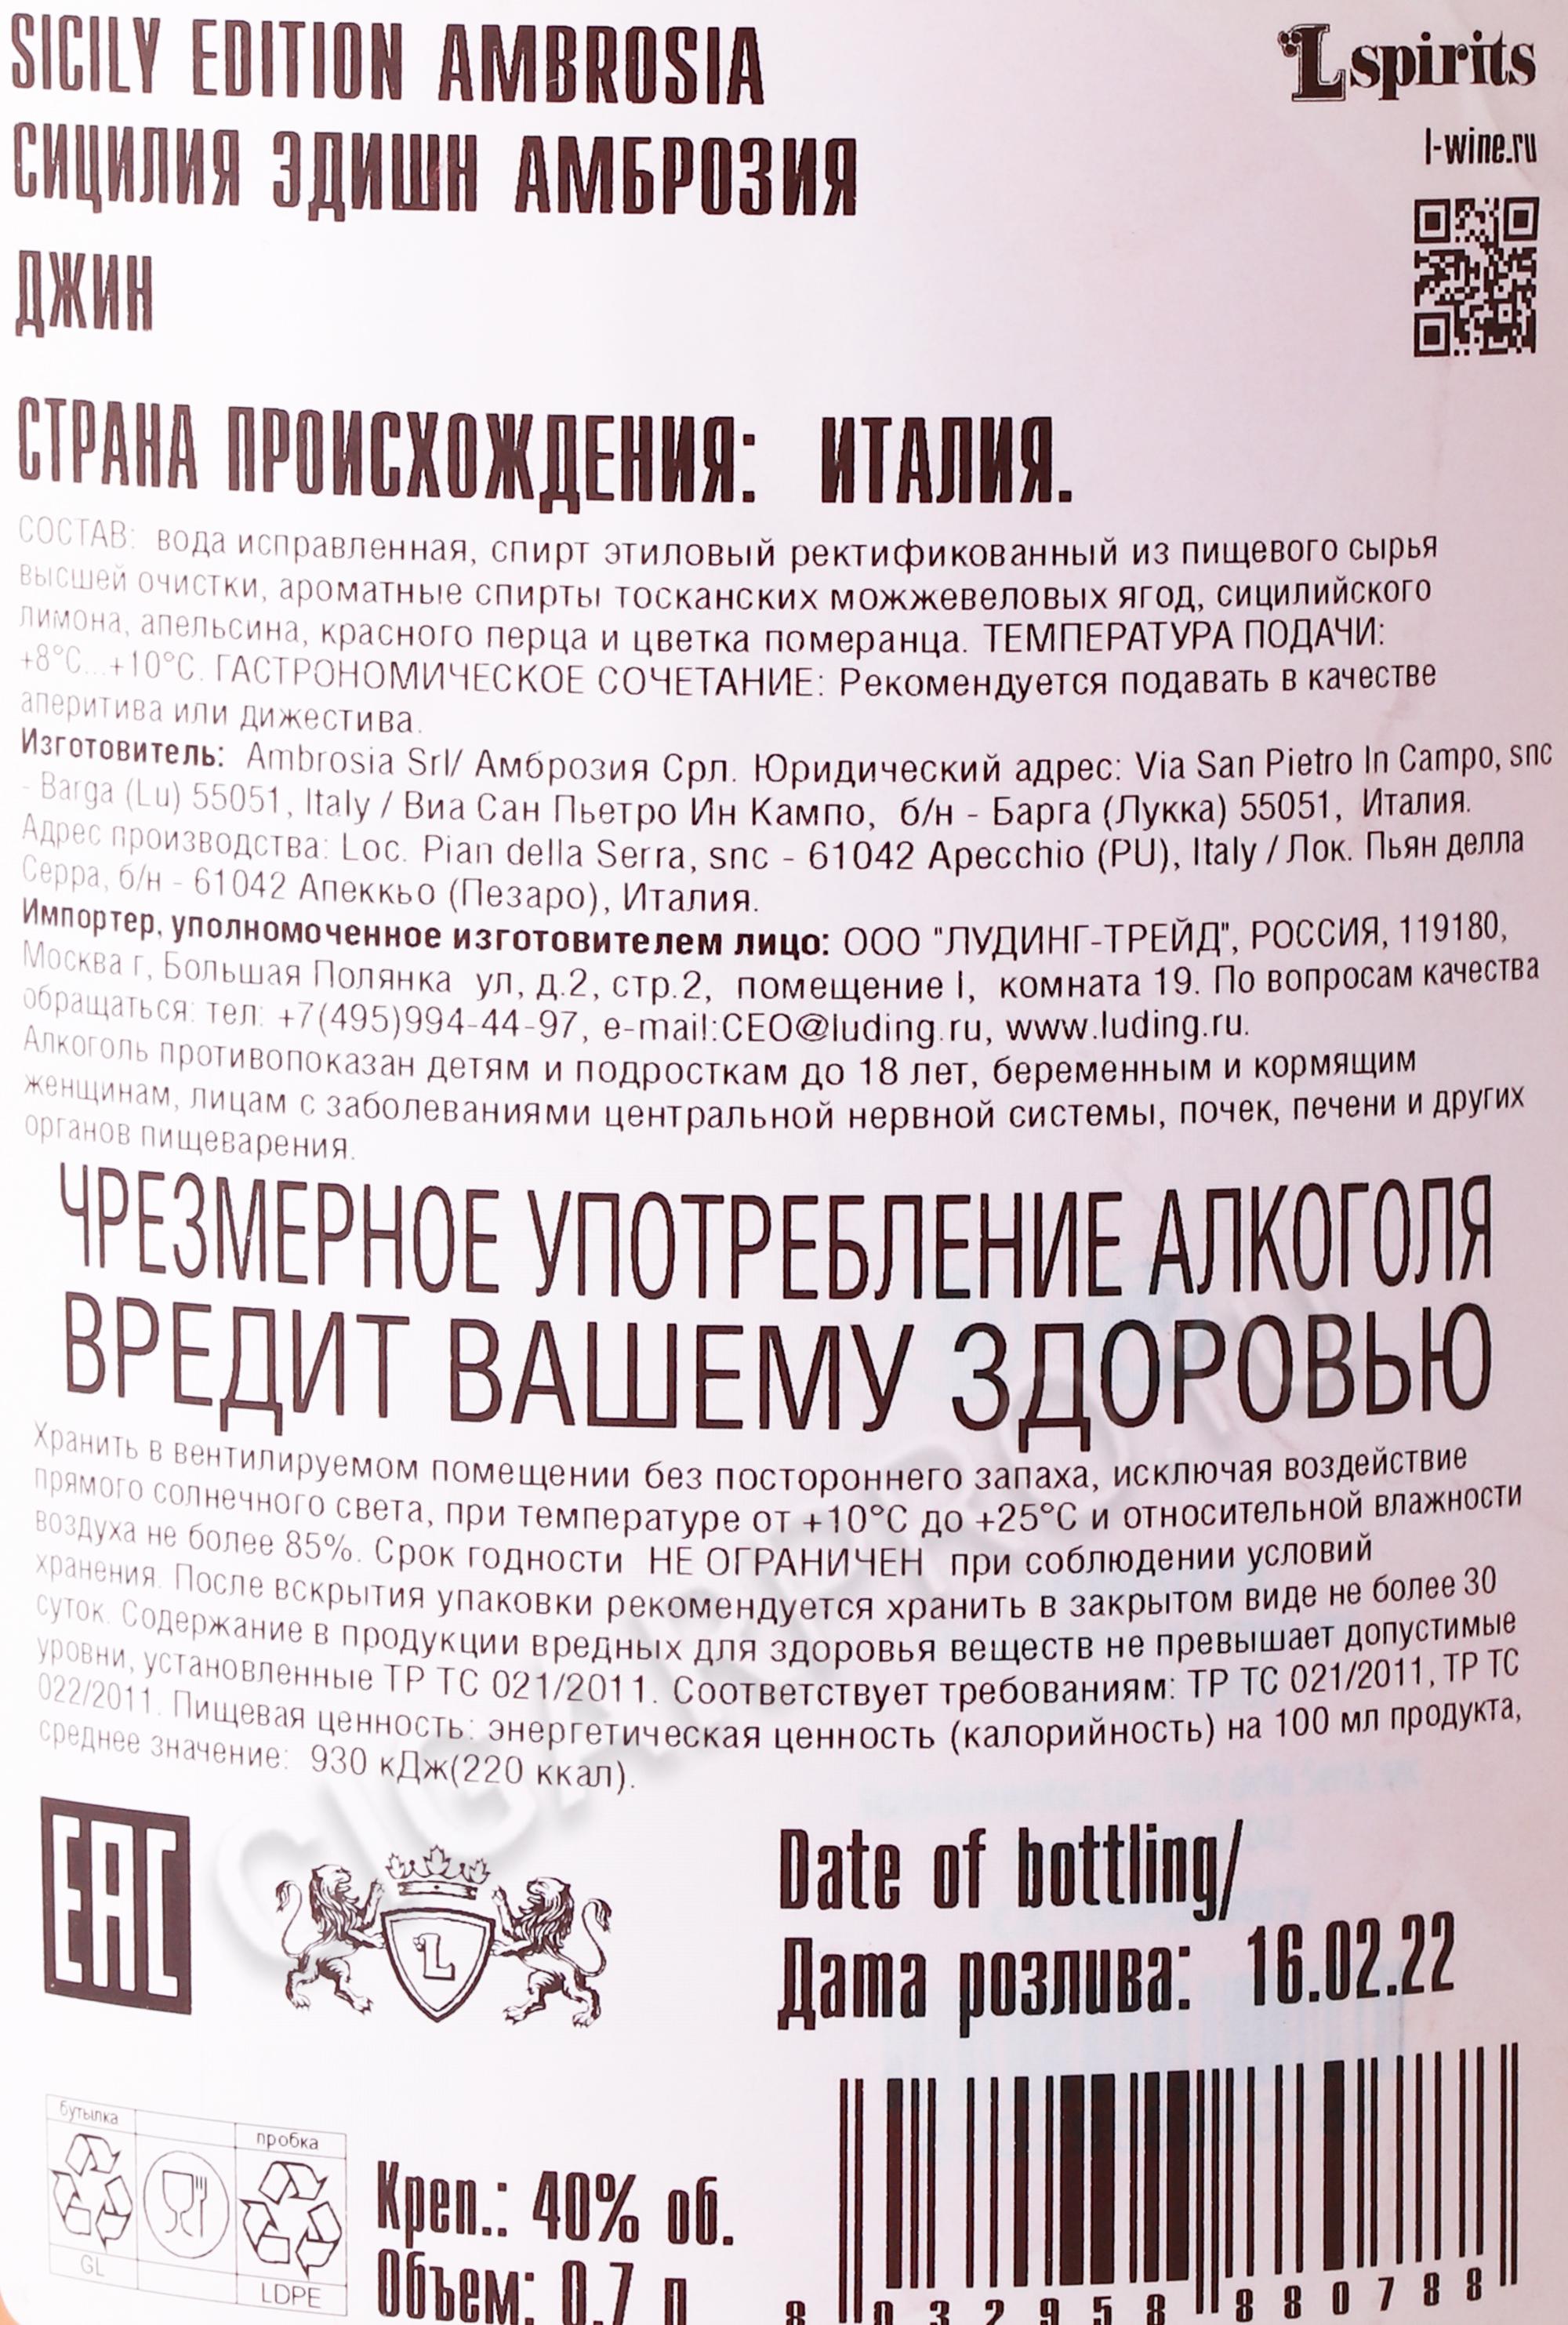 SICILY EDITION AMBROSIA
СИЦИЛИЯ ЭДИШН АМБРОЗИЯ
ДЖИН
L spirits
l-wine.ru
СТРАНА ПРОИСХОЖДЕНИЯ: ИТАЛИЯ.
СОСТАВ: вода исправленная, спирт этиловый ректификованный из пищевого сырья
высшей очистки, ароматные спирты тосканских можжевеловых ягод, сицилийского
лимона, апельсина, красного перца и цветка померанца. ТЕМПЕРАТУРА ПОДАЧИ:
+8°С...+10°С. ГАСТРОНОМИЧЕСКОЕ СОЧЕТАНИЕ: Рекомендуется подавать в качестве
аперитива или дижестива.
Изготовитель: Ambrosia Srl/ Амброзия Срл. Юридический адрес: Via San Pietro In Campo, snc
- Barga (Lu) 55051, Italy / Виа Сан Пьетро Ин Кампо, б/н - Барга (Лукка) 55051, Италия.
Адрес производства: Loc. Pian della Serra, snc - 61042 Apecchio (PU), Italy / Лок. Пьян делла
Серра, б/н - 61042 Апеккьо (Пезаро), Италия.
Импортер, уполномоченное изготовителем лицо: ООО "ЛУДИНГ-ТРЕЙД", РОССИЯ, 119180,
Москва г, Большая Полянка ул, д.2, стр.2, помещение I, комната 19. По вопросам качества
обращаться: тел: +7(495)994-44-97, e-mail:CEO@luding.ru, www.luding.ru.
Алкоголь противопоказан детям и подросткам до 18 лет, беременным и кормящим
женщинам, лицам с заболеваниями центральной нервной системы, почек, печени и других
органов пищеварения.
ЧРЕЗМЕРНОЕ УПОТРЕБЛЕНИЕ АЛКОГОЛЯ
ВРЕДИТ ВАШЕМУ ЗДОРОВЬЮ
Хранить в вентилируемом помещении без постороннего запаха, исключая воздействие
прямого солнечного света, при температуре от +10°С до +25°С и относительной влажности
воздуха не более 85%. Срок годности НЕ ОГРАНИЧЕН при соблюдении условий
хранения. После вскрытия упаковки рекомендуется хранить в закрытом виде не более 30
суток. Содержание в продукции вредных для здоровья веществ не превышает допустимые
уровни, установленные ТР ТС 021/2011. Соответствует требованиям: ТР ТС 021/2011, ТР ТС
022/2011. Пищевая ценность: энергетическая ценность (калорийность) на 100 мл продукта,
среднее значение: 930 кДж(220 ккал).
CIGARPRO.RU
EAC
L
Date of bottling/
Дата розлива: 16.02.22
бутылка
пробка
GL
LDPE
Креп.: 40% об.
Объем: 0.7 л
8 032958 880788